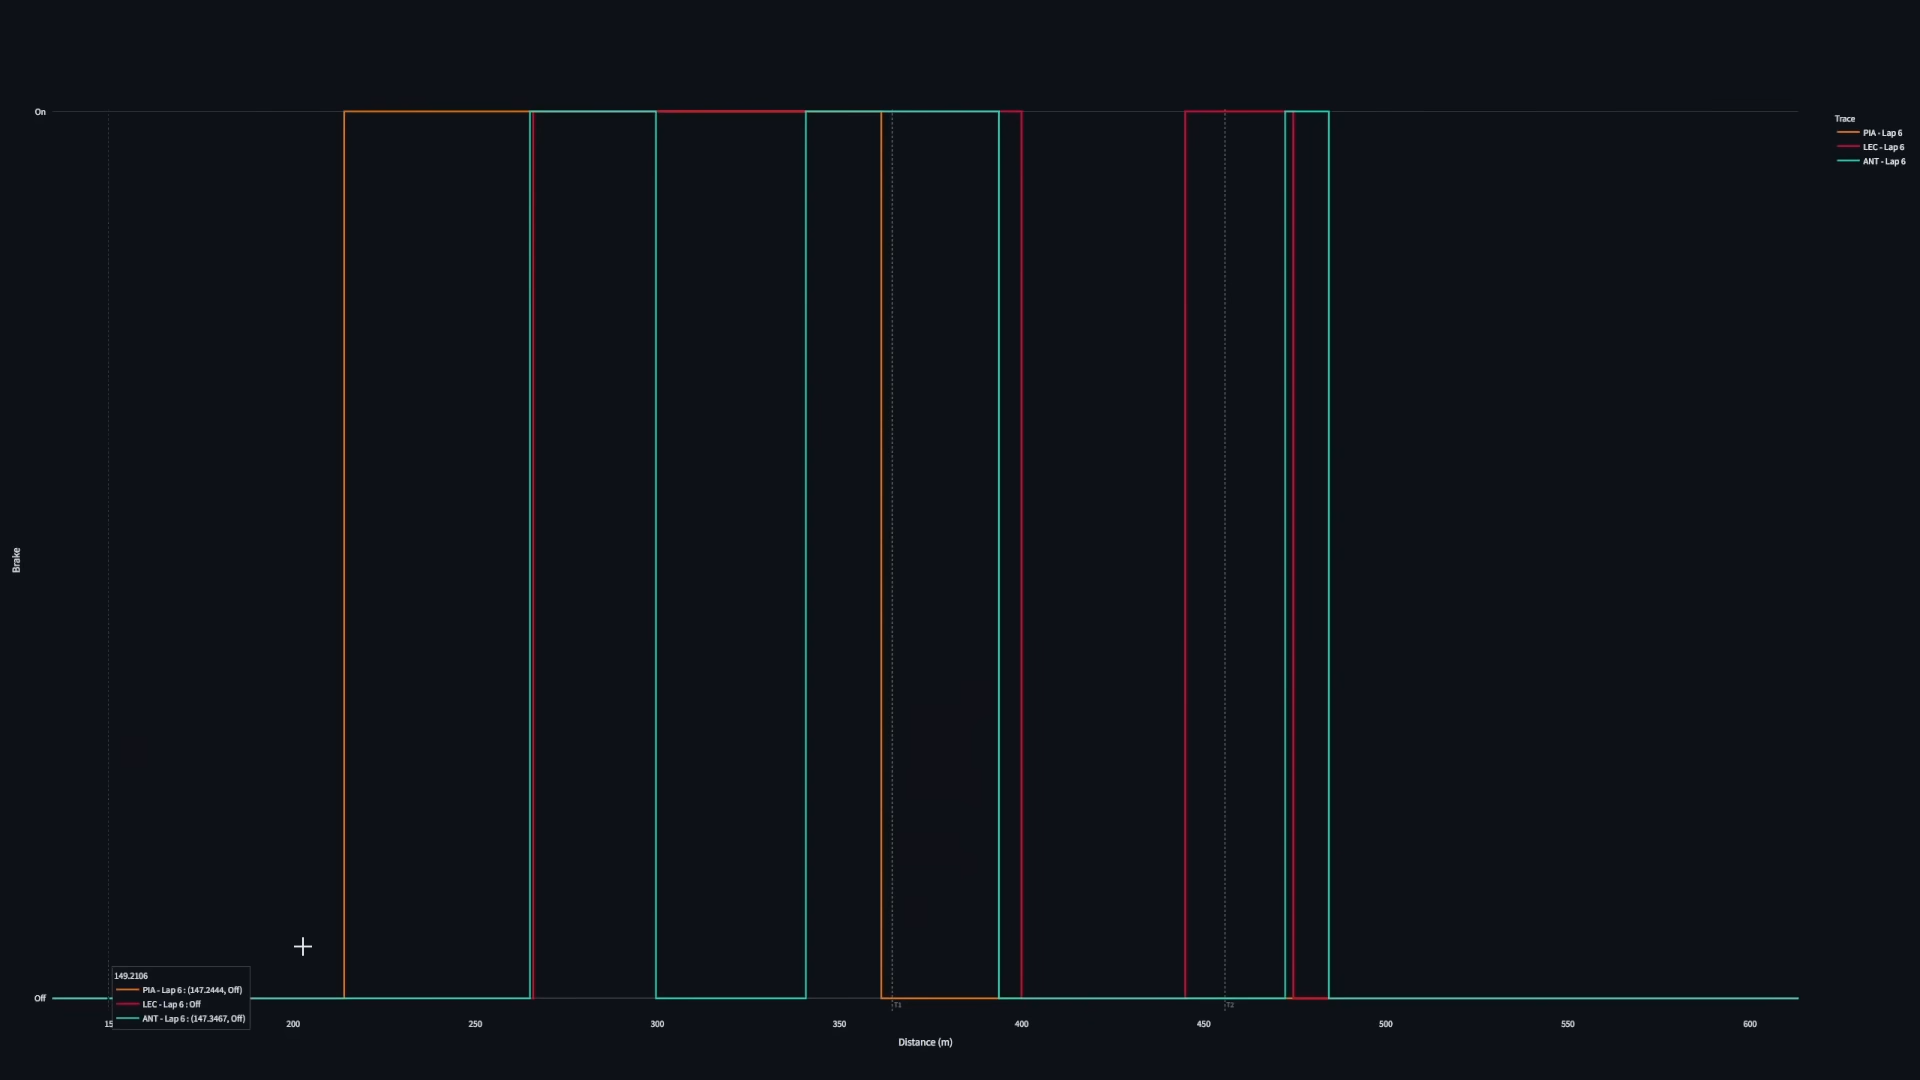 On
Trace
PIA - Lap 6
LEC - Lap 6
ANT - Lap 6
Brake
149.2106
PIA - Lap 6 : (147.2444, Off)
LEC - Lap 6 : Off
ANT - Lap 6 : (147.3467, Off)
Off
T1
T2
15
200
250
300
350
400
450
500
550
600
Distance (m)